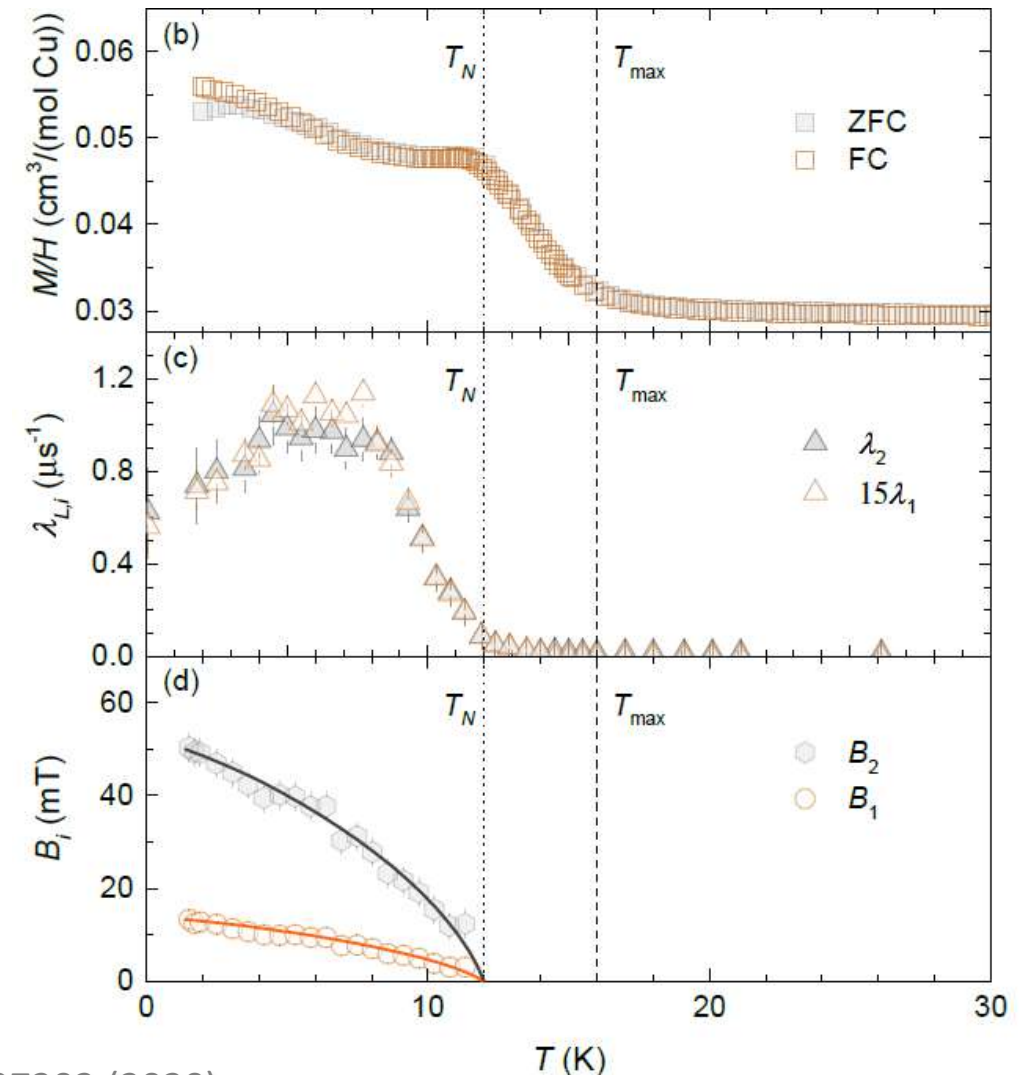 (b)
T_N
T_max
ZFC
FC
0.06
0.05
0.04
0.03
M/H (cm³/(mol Cu))
(c)
T_N
T_max
λ₂
15λ₁
1.2
0.8
0.4
0.0
λ_L,i (μs⁻¹)
(d)
T_N
T_max
B₂
B₁
60
40
20
0
B_i (mT)
0 10 20 30
T (K)